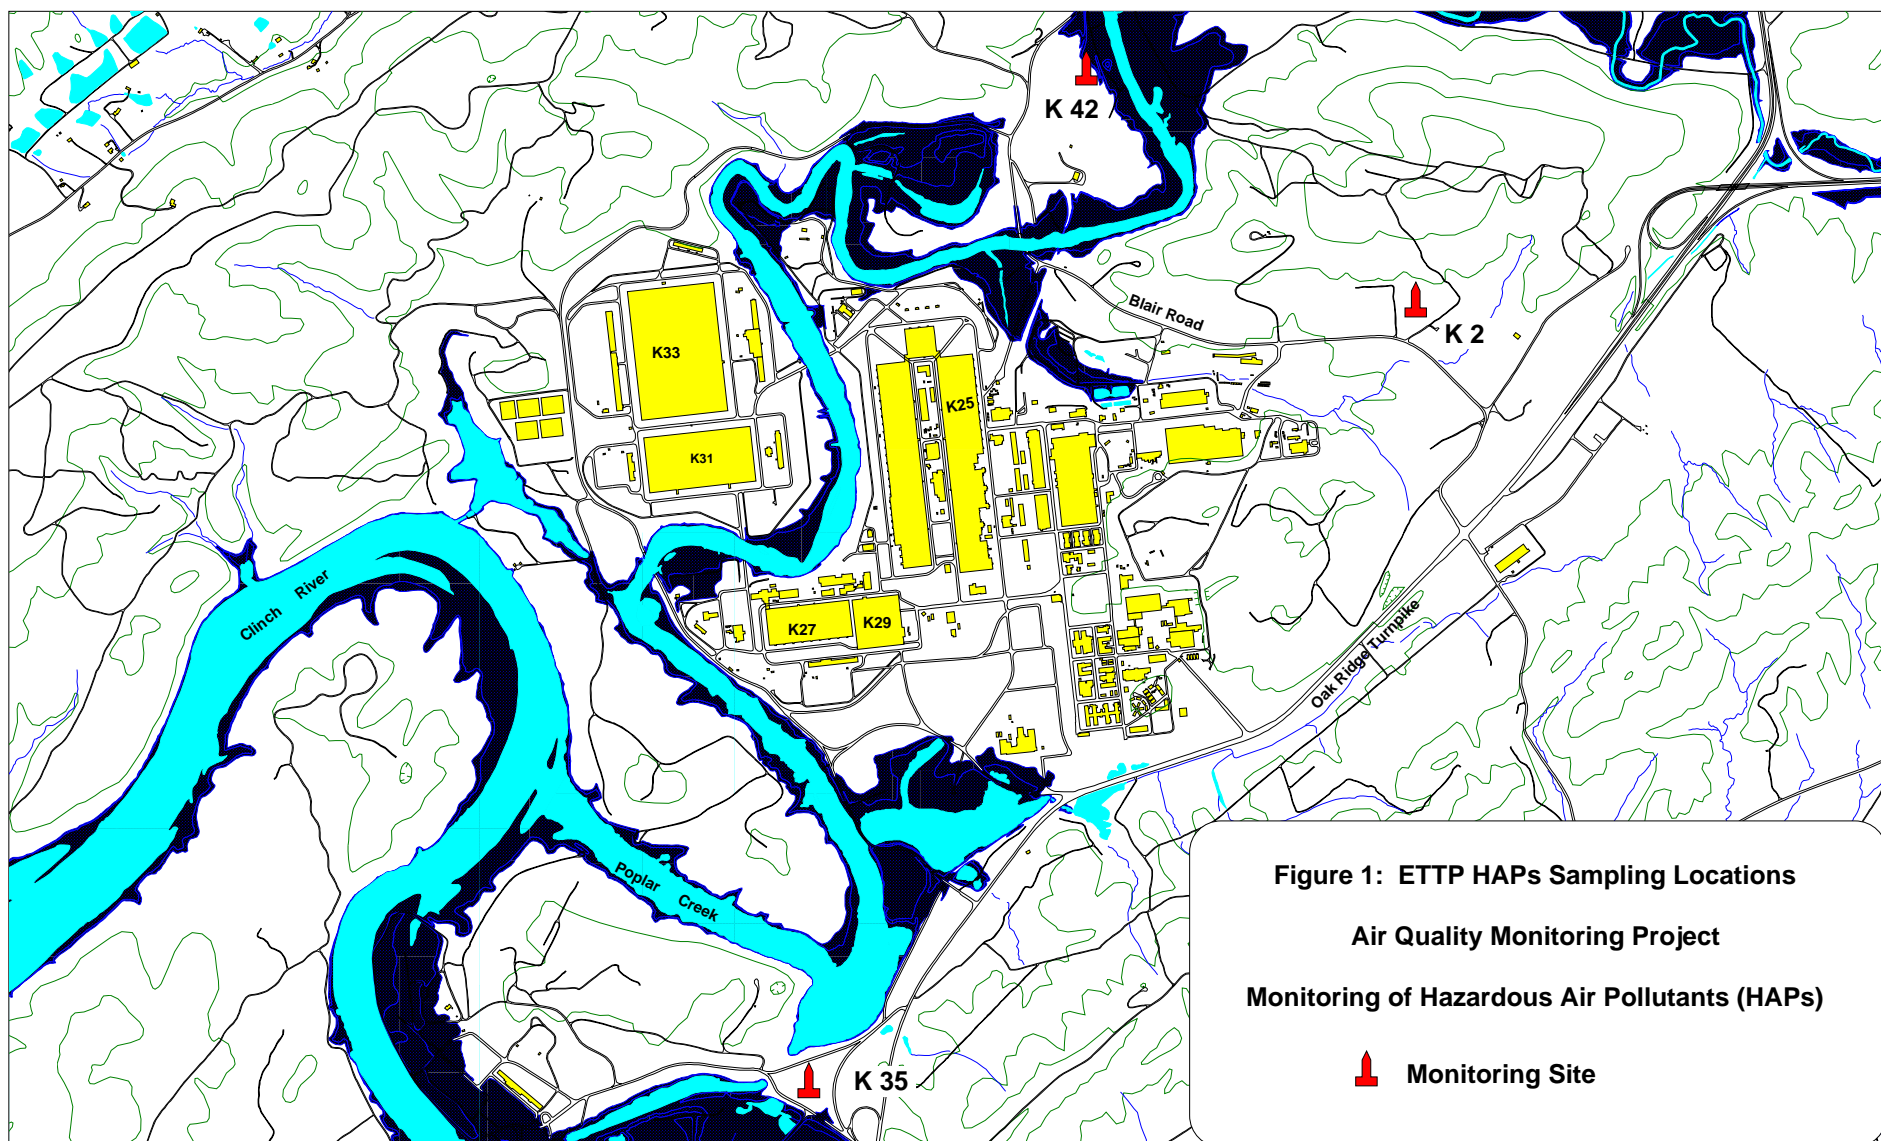 K 42
Blair Road
K 2
K33
K25
K31
Clinch River
K27
K29
Oak Ridge Turnpike
Poplar Creek
K 35
Figure 1: ETTP HAPs Sampling Locations
Air Quality Monitoring Project
Monitoring of Hazardous Air Pollutants (HAPs)
Monitoring Site